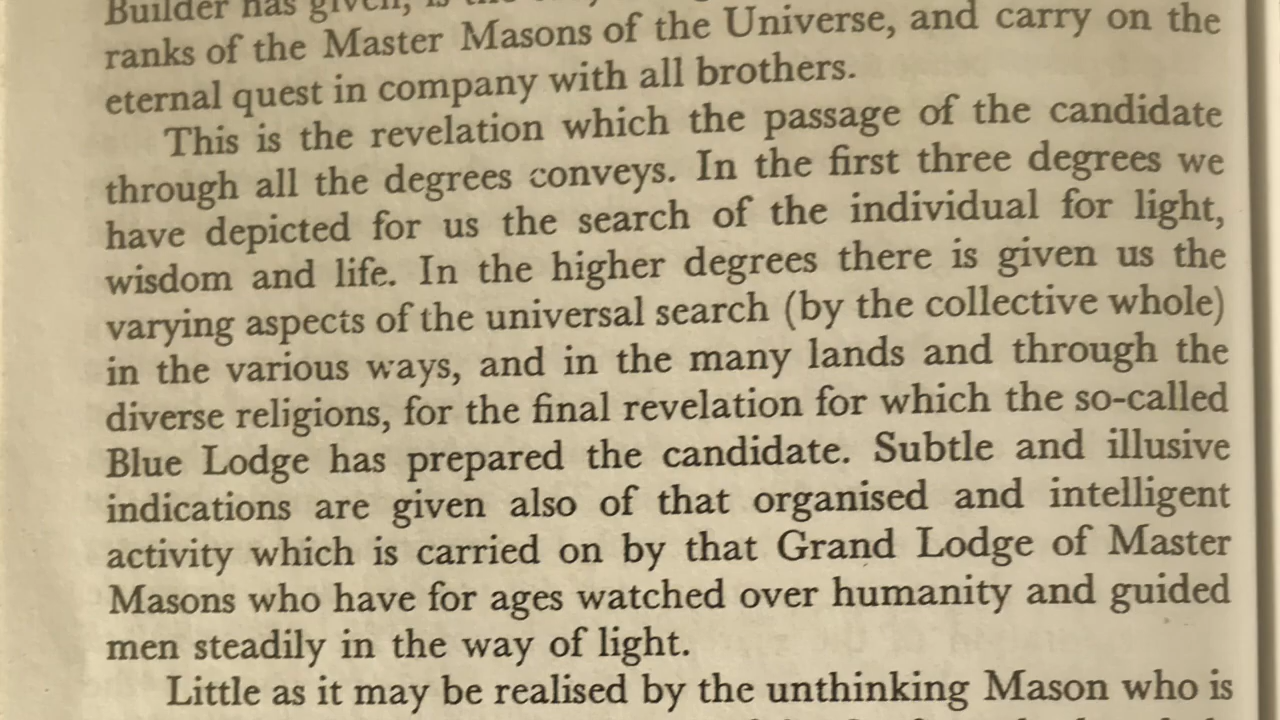 Builder has given, is the
ranks of the Master Masons of the Universe, and carry on the
eternal quest in company with all brothers.
This is the revelation which the passage of the candidate
through all the degrees conveys. In the first three degrees we
have depicted for us the search of the individual for light,
wisdom and life. In the higher degrees there is given us the
varying aspects of the universal search (by the collective whole)
in the various ways, and in the many lands and through the
diverse religions, for the final revelation for which the so-called
Blue Lodge has prepared the candidate. Subtle and illusive
indications are given also of that organised and intelligent
activity which is carried on by that Grand Lodge of Master
Masons who have for ages watched over humanity and guided
men steadily in the way of light.
Little as it may be realised by the unthinking Mason who is